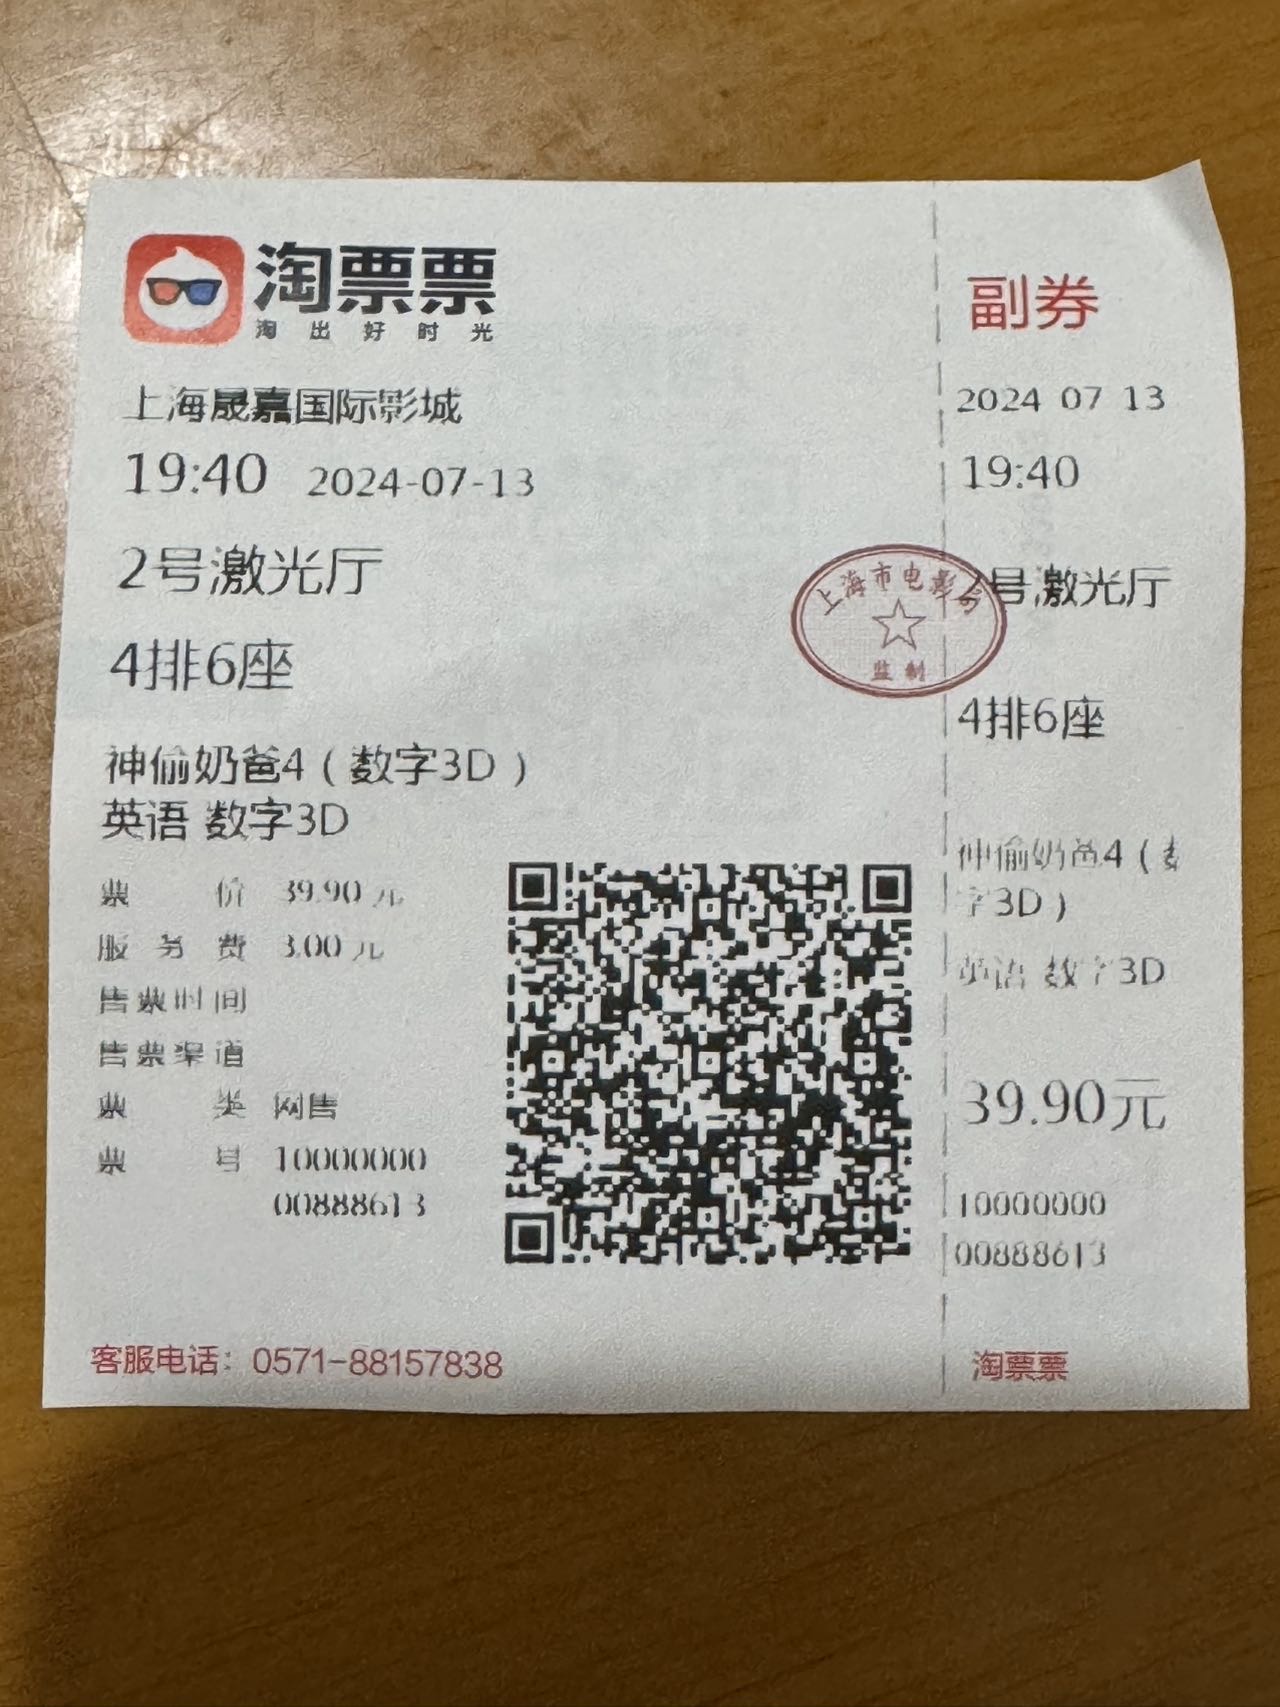 淘票票
淘出好时光
上海晟嘉国际影城
19:40 2024-07-13
2号激光厅
4排6座
神偷奶爸4（数字3D）
英语 数字3D
票价 39.90元
服务费 3.00元
售票时间
售票渠道
票类 网售
票号 10000000
00888613
客服电话：0571-88157838
上海市电影
监制
副券
2024 07 13
19:40
2号激光厅
4排6座
神偷奶爸4（
字3D）
英语 数字3D
39.90元
10000000
00888613
淘票票